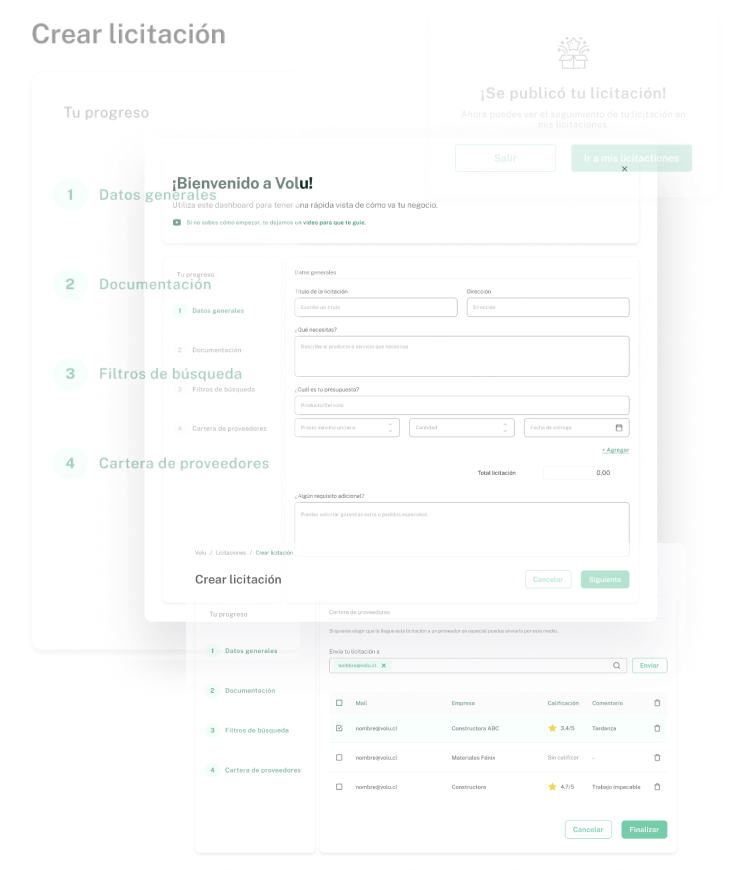 Crear licitación
¡Se publicó tu licitación!
Ahora puedes ver el seguimiento de tu licitación en
mis licitaciones.
Salir
Ir a mis licitactiones
Tu progreso
1 Datos generales
2 Documentación
3 Filtros de búsqueda
4 Cartera de proveedores
¡Bienvenido a Volu!
Utiliza este dashboard para tener una rápida vista de cómo va tu negocio.
Si no sabes cómo empezar, te dejamos un video para que te guíe.
Tu progreso
1 Datos generales
2 Documentación
3 Filtros de búsqueda
4 Cartera de proveedores
Datos generales
Título de la licitación
Dirección
Escribe un título
Dirección
¿Qué necesitas?
Describe el producto o servicio que necesitas
¿Cuál es tu presupuesto?
Producto/Servicio
Precio máximo unitario
Cantidad
Fecha de entrega
+ Agregar
Total licitación
0,00
¿Algún requisito adicional?
Puedes solicitar garantías extra o pedidos especiales.
Cancelar
Siguiente
Volu / Licitaciones / Crear licitación
Crear licitación
Tu progreso
1 Datos generales
2 Documentación
3 Filtros de búsqueda
4 Cartera de proveedores
Cartera de proveedores
Si quieres elegir que le llegue esta licitación a un proveedor en especial puedes enviarla por este medio.
Envía tu licitación a
nombre@volu.cl
Enviar
Mail Empresa Calificación Comentario
nombre@volu.cl Constructora ABC 3.4/5 Tardanza
nombre@volu.cl Materiales Fénix Sin calificar -
nombre@volu.cl Constructora 4.7/5 Trabajo impecable
Cancelar
Finalizar